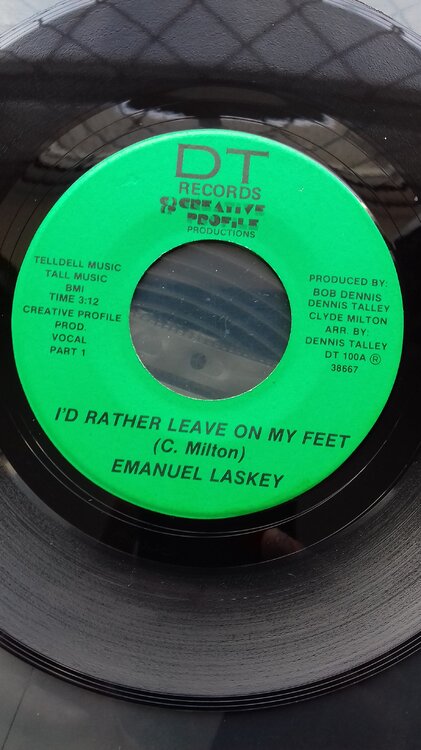 DT
RECORDS
CREATIVE
PROFILE
PRODUCTIONS
TELLDELL MUSIC
TALL MUSIC
BMI
TIME 3:12
CREATIVE PROFILE
PROD.
VOCAL
PART 1
PRODUCED BY:
BOB DENNIS
DENNIS TALLEY
CLYDE MILTON
ARR. BY:
DENNIS TALLEY
DT 100A Ⓡ
38667
I'D RATHER LEAVE ON MY FEET
(C. Milton)
EMANUEL LASKEY